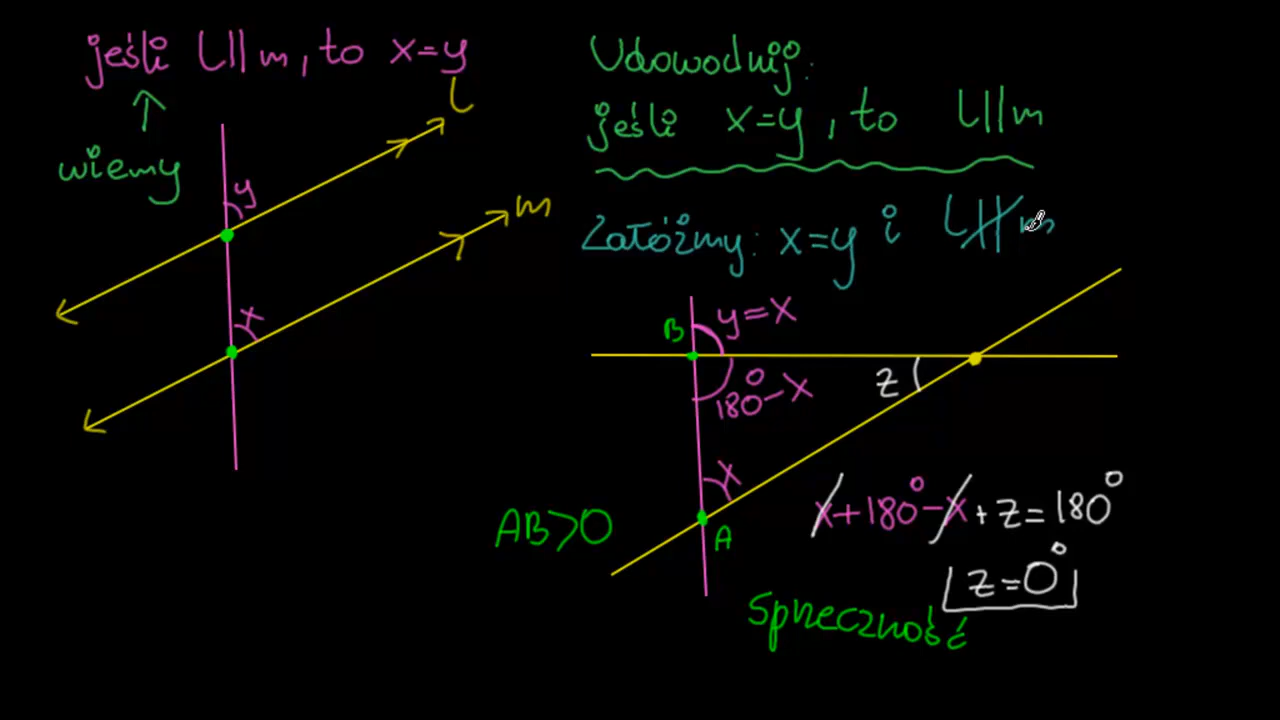 jeśli l||m, to x=y
wiemy
l
m
y
x
Udowodnij:
jeśli x=y, to l||m
Załóżmy: x=y i l∦m
B
y=x
180°-x
z
x
A
AB>0
x+180°-x+z=180°
z=0°
Sprzeczność